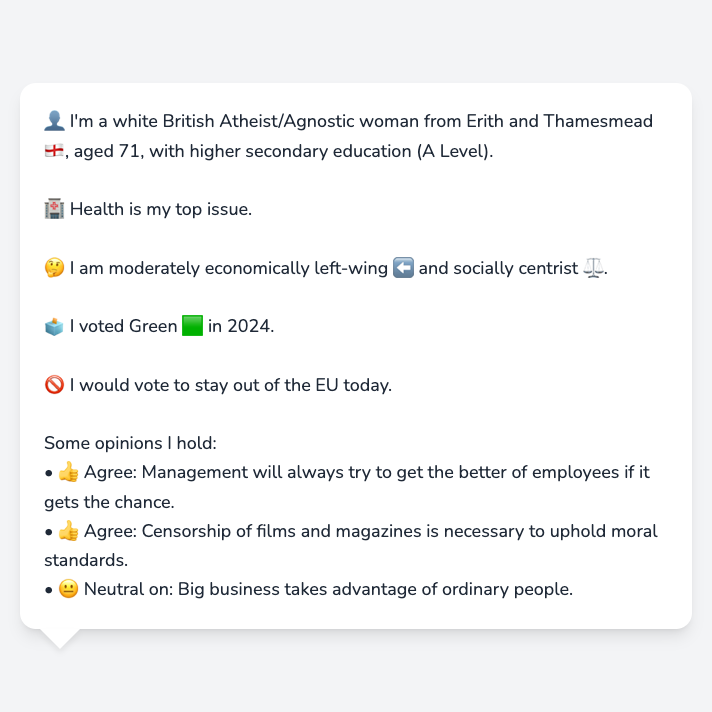 👤 I'm a white British Atheist/Agnostic woman from Erith and Thamesmead
🏴󠁧󠁢󠁥󠁮󠁧󠁿, aged 71, with higher secondary education (A Level).
🏥 Health is my top issue.
🤔 I am moderately economically left-wing ⬅️ and socially centrist ⚖️.
🗳️ I voted Green 🟩 in 2024.
🚫 I would vote to stay out of the EU today.
Some opinions I hold:
• 👍 Agree: Management will always try to get the better of employees if it
gets the chance.
• 👍 Agree: Censorship of films and magazines is necessary to uphold moral
standards.
• 😐 Neutral on: Big business takes advantage of ordinary people.